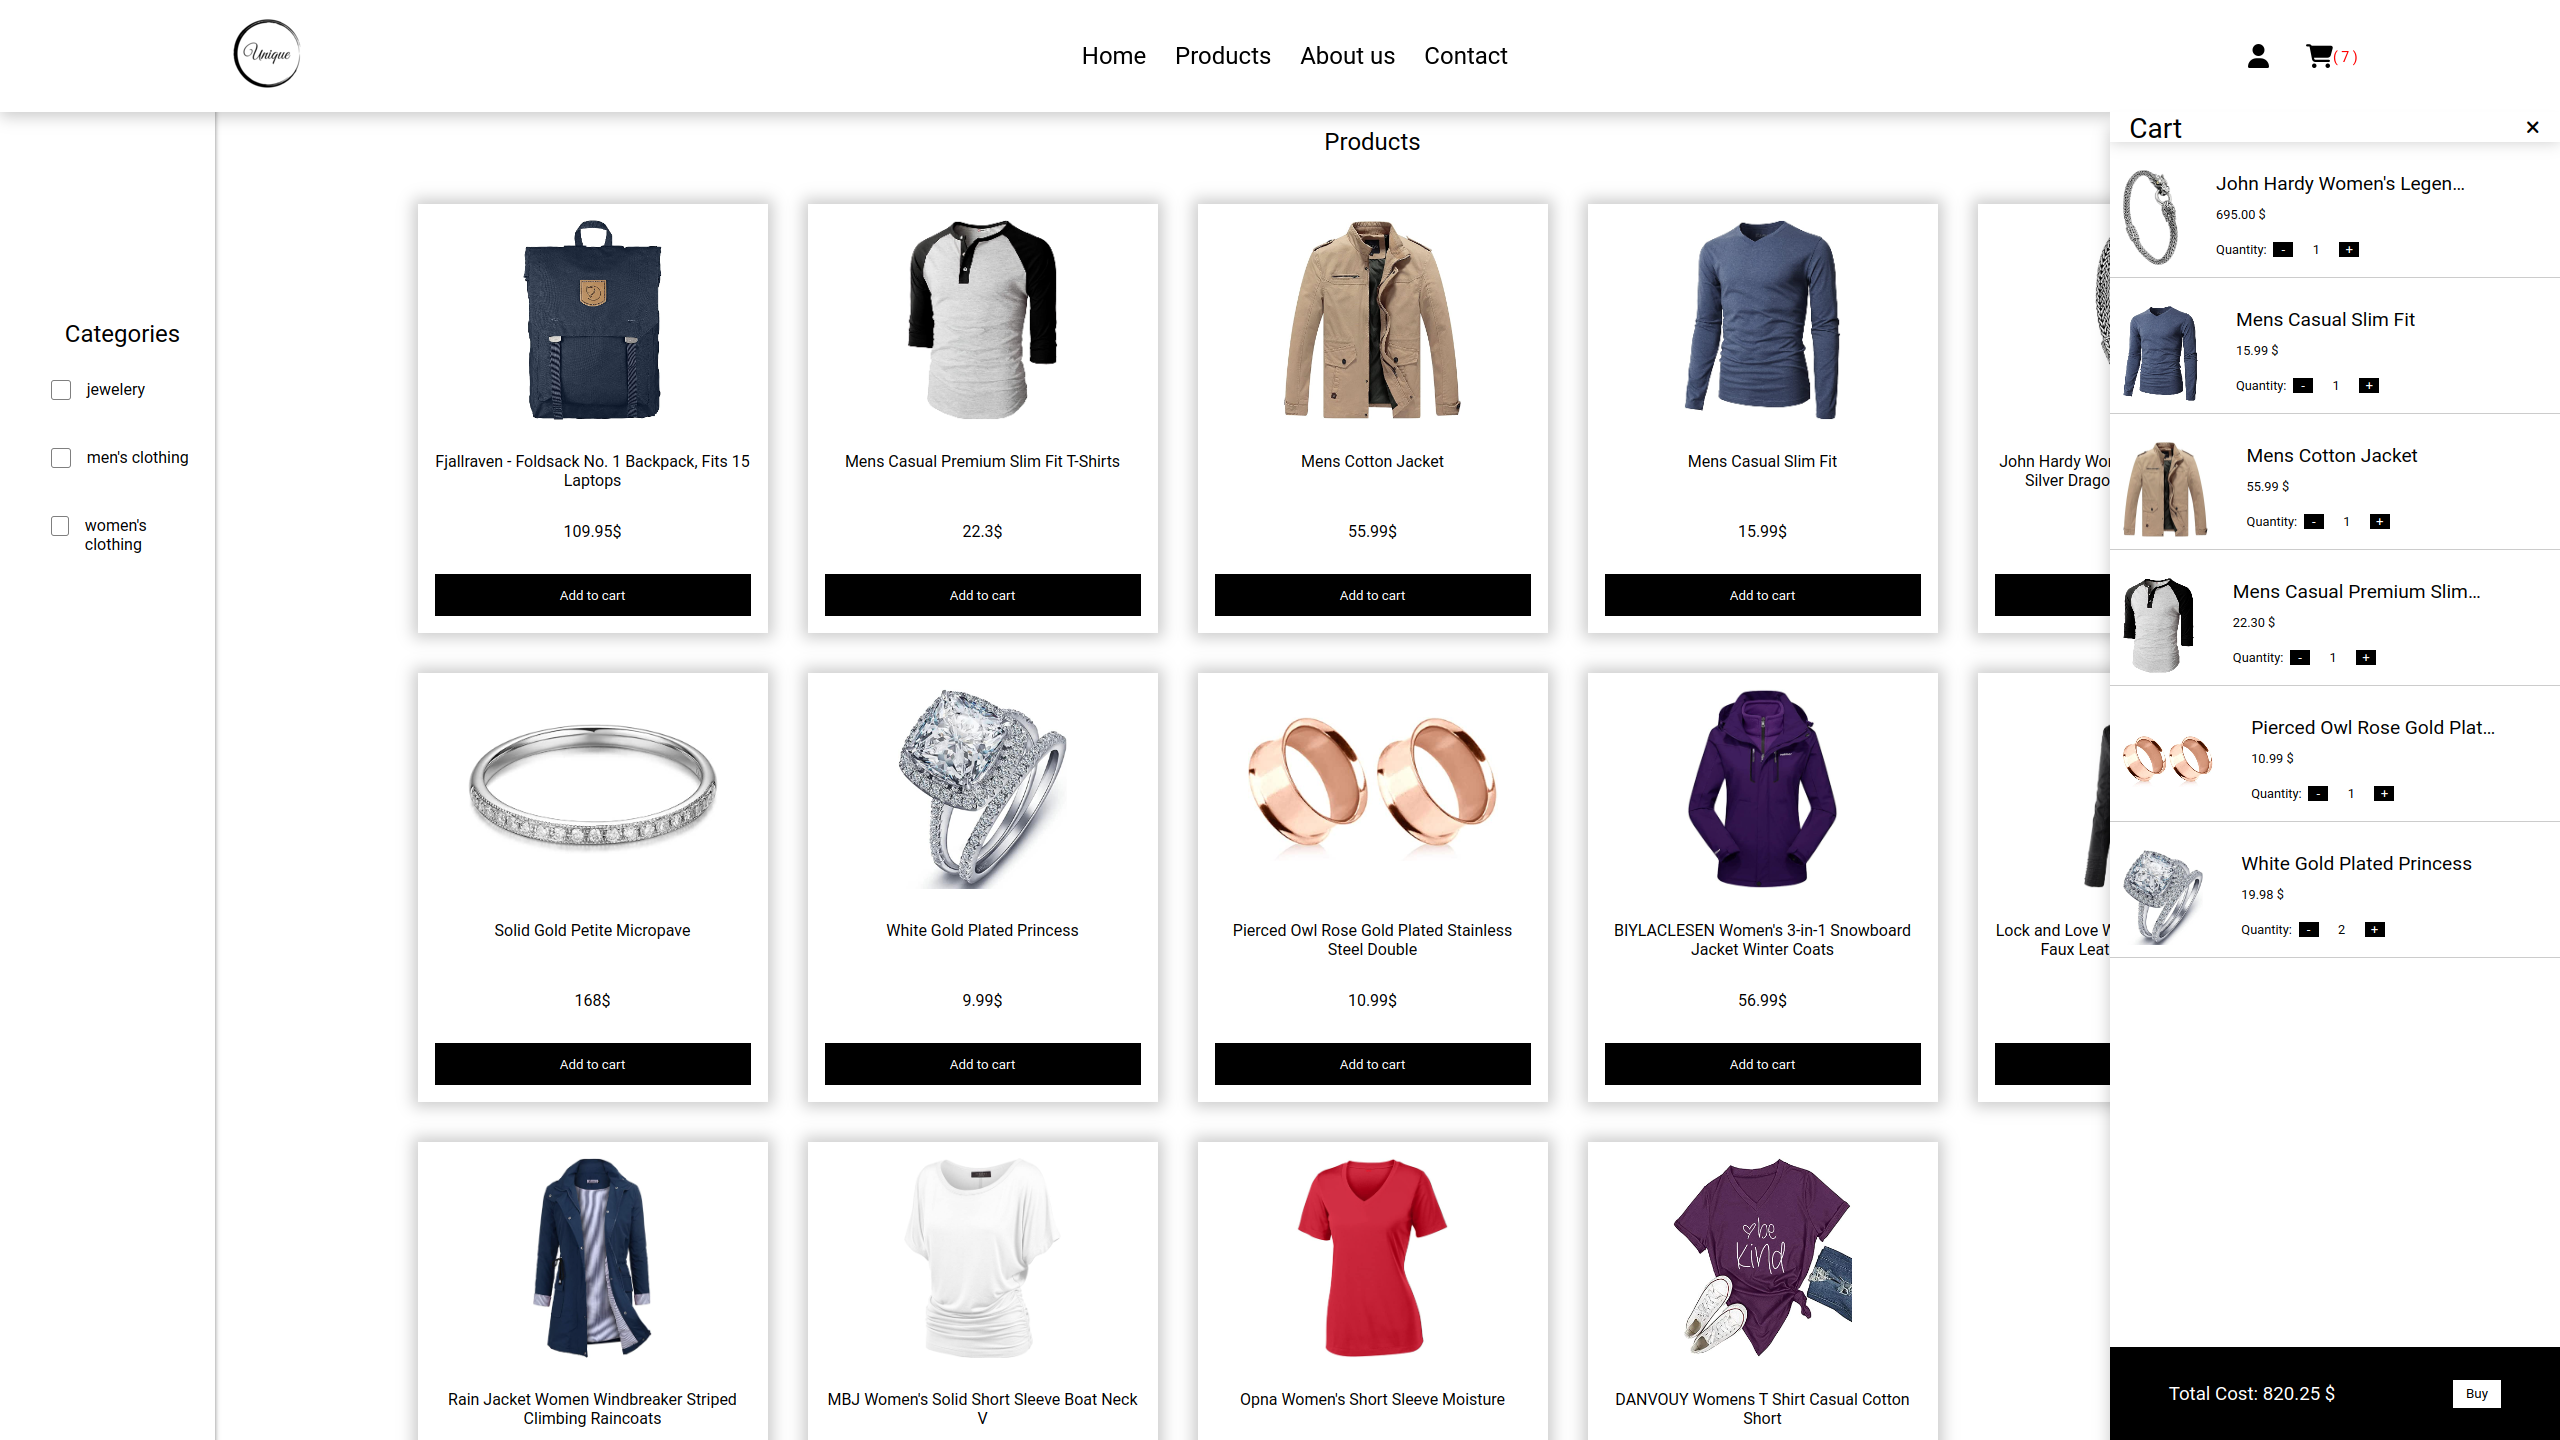 Unique
Home Products About us Contact
( 7 )
Categories
jewelery
men's clothing
women's
clothing
Products
Fjallraven - Foldsack No. 1 Backpack, Fits 15
Laptops
109.95$
Add to cart
Mens Casual Premium Slim Fit T-Shirts
22.3$
Add to cart
Mens Cotton Jacket
55.99$
Add to cart
Mens Casual Slim Fit
15.99$
Add to cart
John Hardy
Silver
Solid Gold Petite Micropave
168$
Add to cart
White Gold Plated Princess
9.99$
Add to cart
Pierced Owl Rose Gold Plated Stainless
Steel Double
10.99$
Add to cart
BIYLACLESEN Women's 3-in-1 Snowboard
Jacket Winter Coats
56.99$
Add to cart
Lock and Love
Faux
Rain Jacket Women Windbreaker Striped
Climbing Raincoats
MBJ Women's Solid Short Sleeve Boat Neck
V
Opna Women's Short Sleeve Moisture
be
kind
DANVOUY Womens T Shirt Casual Cotton
Short
Cart ×
John Hardy Women's Legen...
695.00 $
Quantity: - 1 +
Mens Casual Slim Fit
15.99 $
Quantity: - 1 +
Mens Cotton Jacket
55.99 $
Quantity: - 1 +
Mens Casual Premium Slim...
22.30 $
Quantity: - 1 +
Pierced Owl Rose Gold Plat...
10.99 $
Quantity: - 1 +
White Gold Plated Princess
19.98 $
Quantity: - 2 +
Total Cost: 820.25 $ Buy